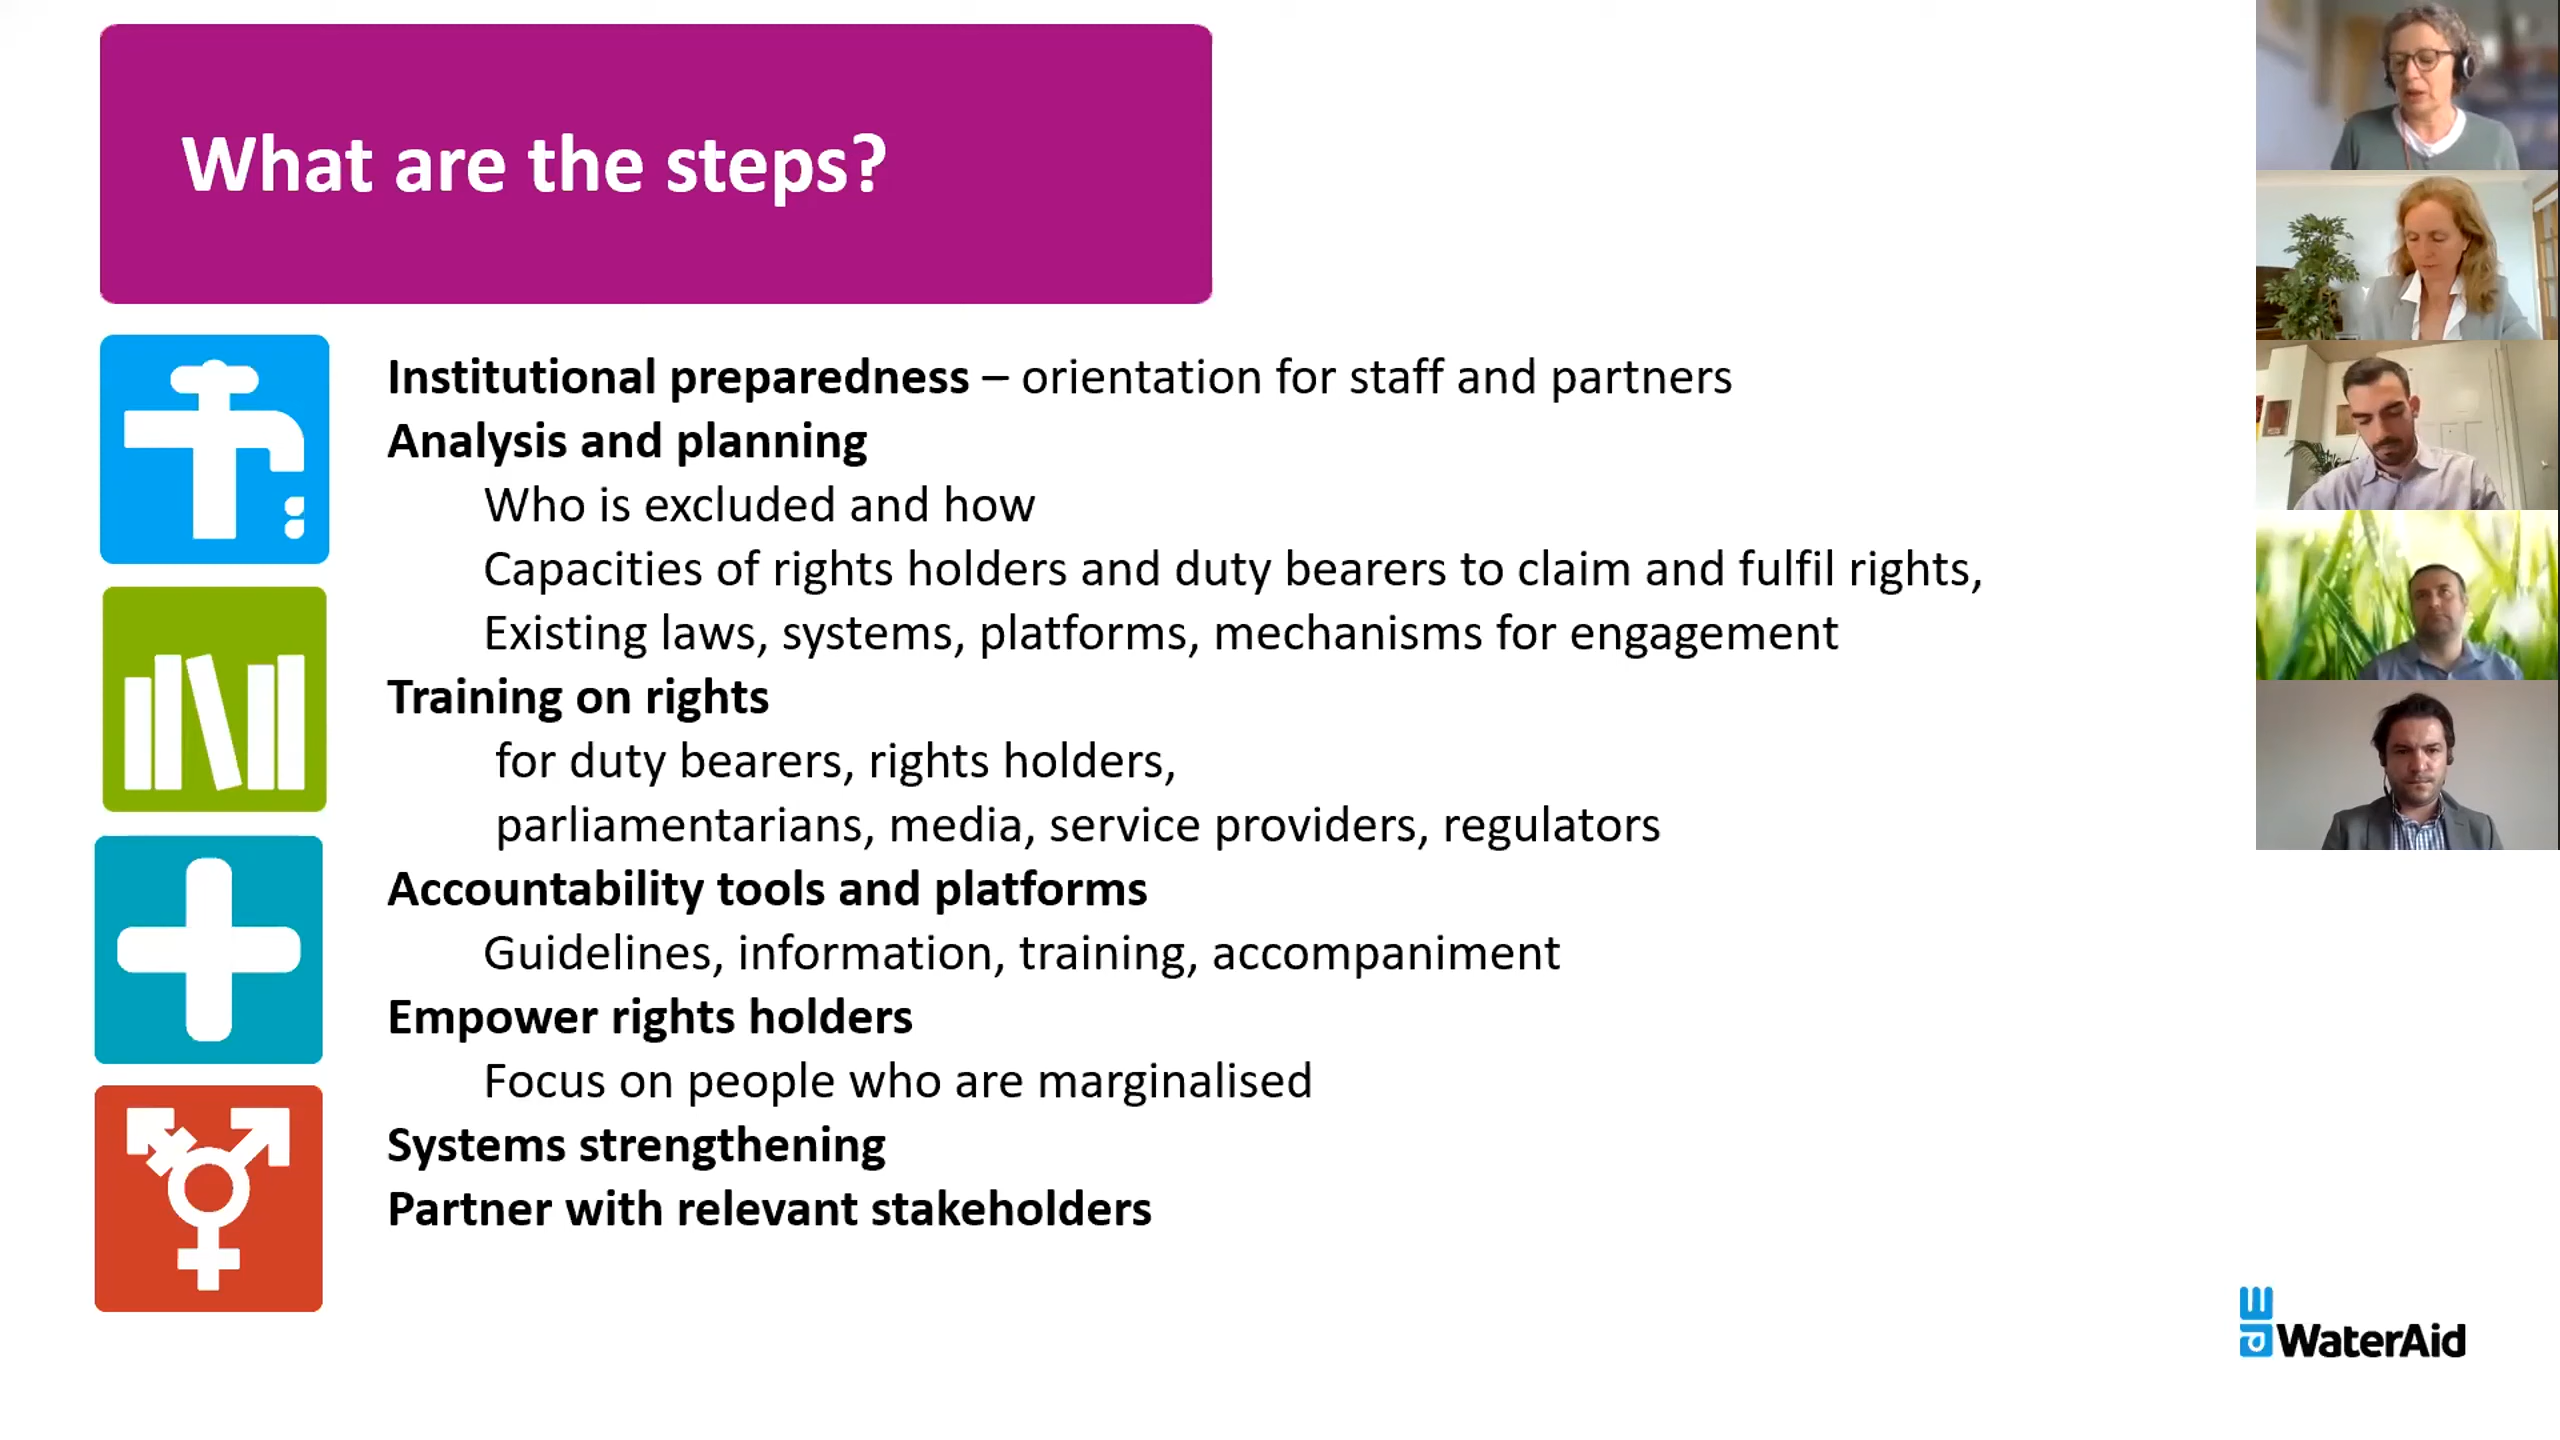 What are the steps?
Institutional preparedness – orientation for staff and partners
Analysis and planning
Who is excluded and how
Capacities of rights holders and duty bearers to claim and fulfil rights,
Existing laws, systems, platforms, mechanisms for engagement
Training on rights
for duty bearers, rights holders,
parliamentarians, media, service providers, regulators
Accountability tools and platforms
Guidelines, information, training, accompaniment
Empower rights holders
Focus on people who are marginalised
Systems strengthening
Partner with relevant stakeholders
WaterAid